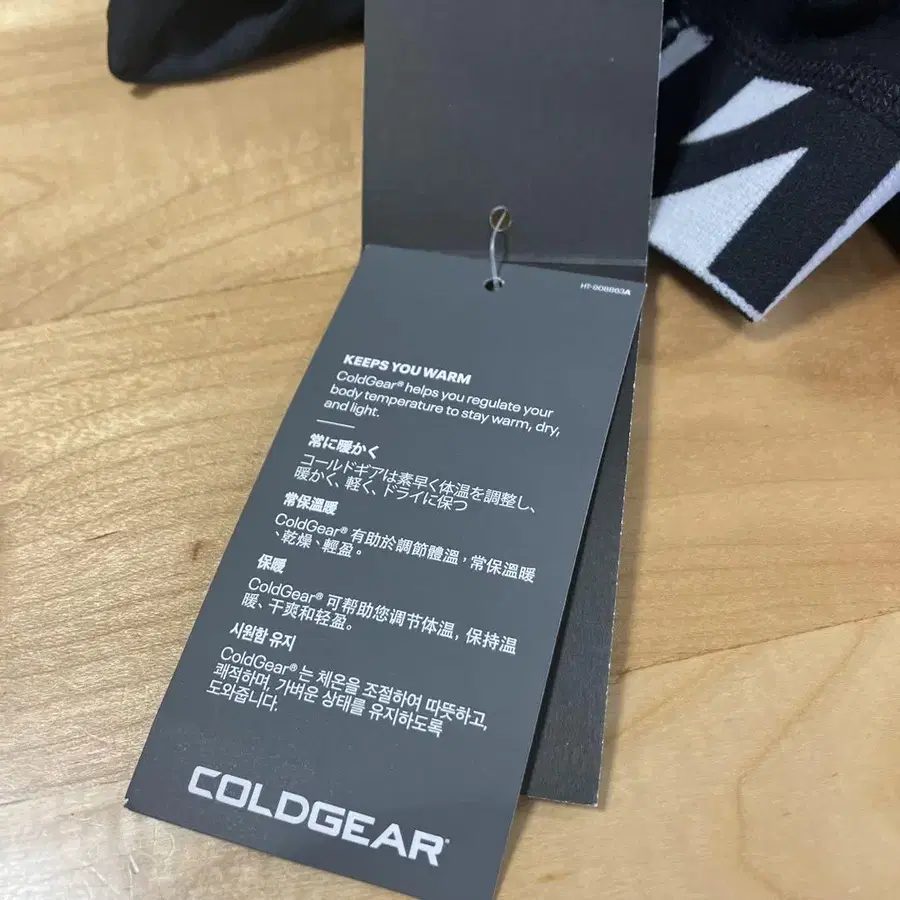 HT-908663A
KEEPS YOU WARM
ColdGear® helps you regulate your
body temperature to stay warm, dry,
and light.
常に暖かく
コールドギアは素早く体温を調整し、
暖かく、軽く、ドライに保つ
常保溫暖
ColdGear® 有助於調節體溫，常保溫暖
、乾燥、輕盈。
保暖
ColdGear® 可帮助您调节体温，保持温
暖、干爽和轻盈。
시원함 유지
ColdGear® 는 체온을 조절하여 따뜻하고,
쾌적하며, 가벼운 상태를 유지하도록
도와줍니다.
COLDGEAR